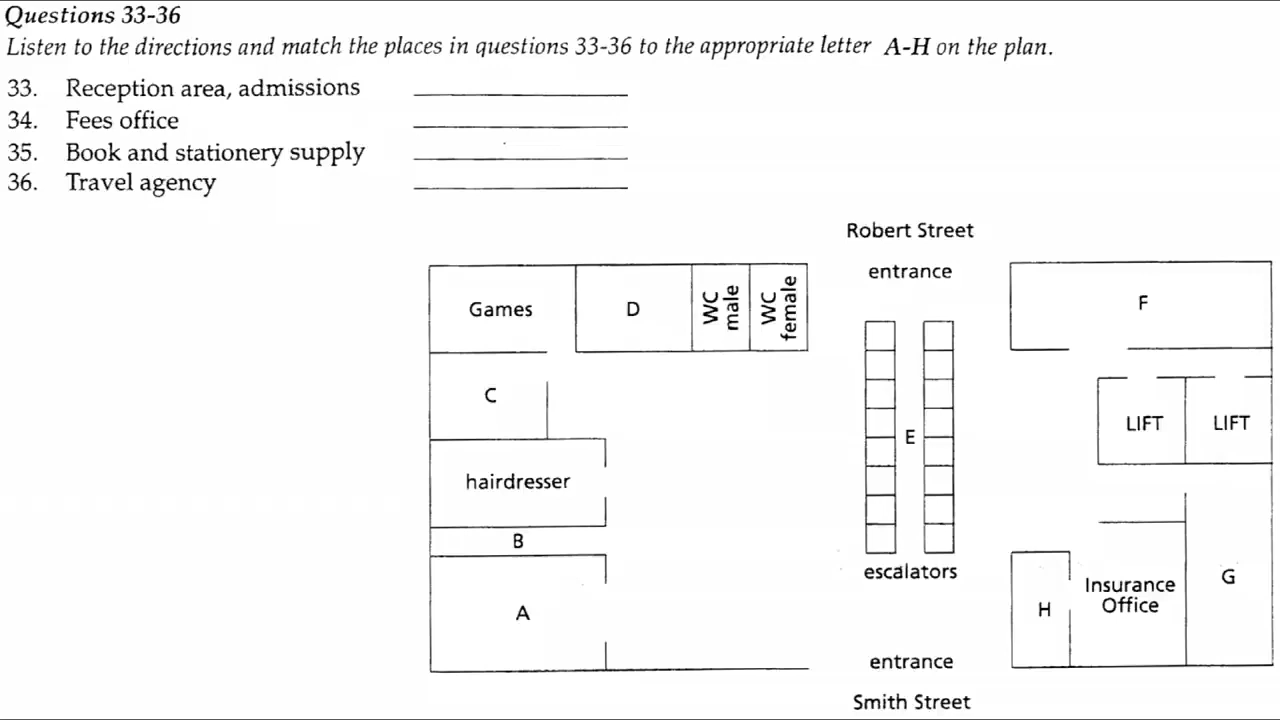 Questions 33-36
Listen to the directions and match the places in questions 33-36 to the appropriate letter A-H on the plan.
33. Reception area, admissions
34. Fees office
35. Book and stationery supply
36. Travel agency
Robert Street
entrance
Games
D
WC male
WC female
F
C
E
LIFT
LIFT
hairdresser
B
escalators
A
H
Insurance
Office
G
entrance
Smith Street